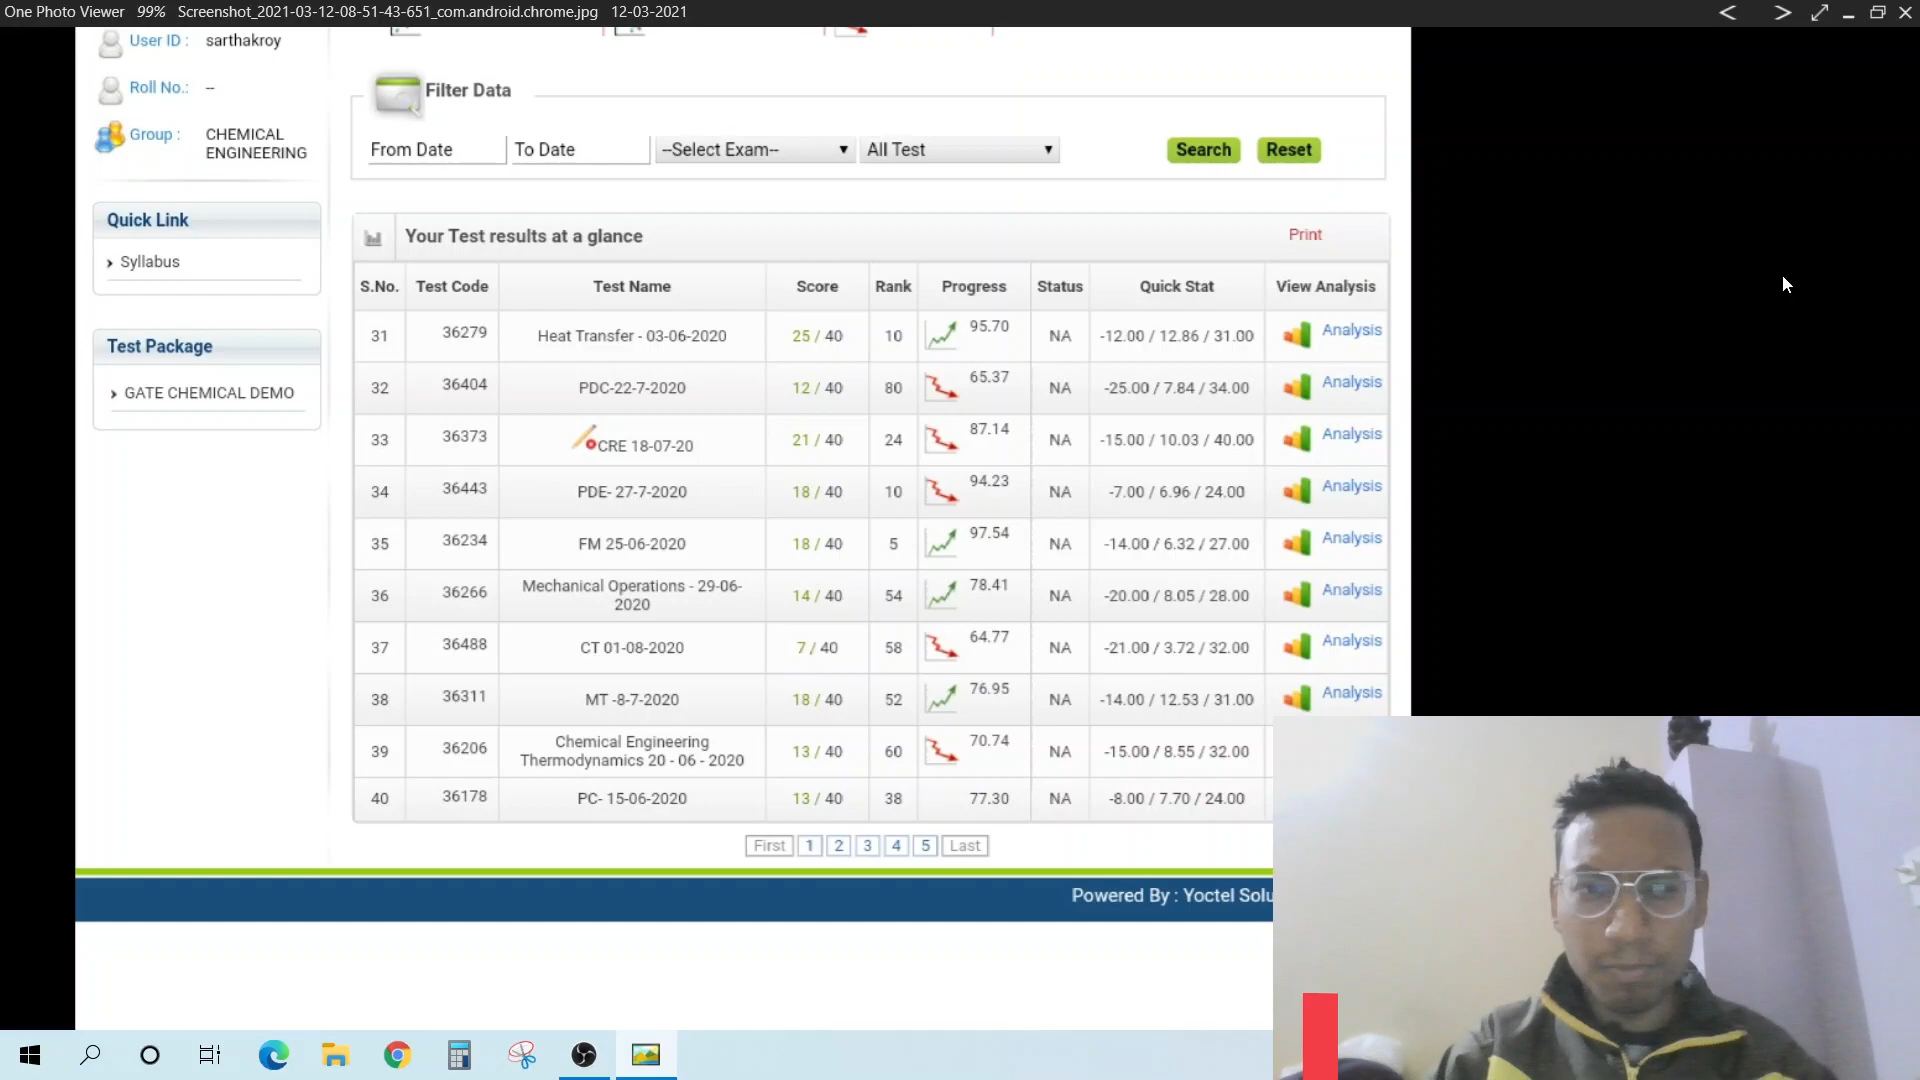 One Photo Viewer 99% Screenshot_2021-03-12-08-51-43-651_com.android.chrome.jpg 12-03-2021
User ID : sarthakroy
Roll No.: --
Group : CHEMICAL
ENGINEERING
Filter Data
From Date To Date --Select Exam-- All Test Search Reset
Quick Link
Syllabus
Test Package
GATE CHEMICAL DEMO
Your Test results at a glance Print
S.No. Test Code Test Name Score Rank Progress Status Quick Stat View Analysis
31 36279 Heat Transfer - 03-06-2020 25 / 40 10 95.70 NA -12.00 / 12.86 / 31.00 Analysis
32 36404 PDC-22-7-2020 12 / 40 80 65.37 NA -25.00 / 7.84 / 34.00 Analysis
33 36373 CRE 18-07-20 21 / 40 24 87.14 NA -15.00 / 10.03 / 40.00 Analysis
34 36443 PDE- 27-7-2020 18 / 40 10 94.23 NA -7.00 / 6.96 / 24.00 Analysis
35 36234 FM 25-06-2020 18 / 40 5 97.54 NA -14.00 / 6.32 / 27.00 Analysis
36 36266 Mechanical Operations - 29-06-
2020 14 / 40 54 78.41 NA -20.00 / 8.05 / 28.00 Analysis
37 36488 CT 01-08-2020 7 / 40 58 64.77 NA -21.00 / 3.72 / 32.00 Analysis
38 36311 MT -8-7-2020 18 / 40 52 76.95 NA -14.00 / 12.53 / 31.00 Analysis
39 36206 Chemical Engineering
Thermodynamics 20 - 06 - 2020 13 / 40 60 70.74 NA -15.00 / 8.55 / 32.00
40 36178 PC- 15-06-2020 13 / 40 38 77.30 NA -8.00 / 7.70 / 24.00
First 1 2 3 4 5 Last
Powered By : Yoctel Solu